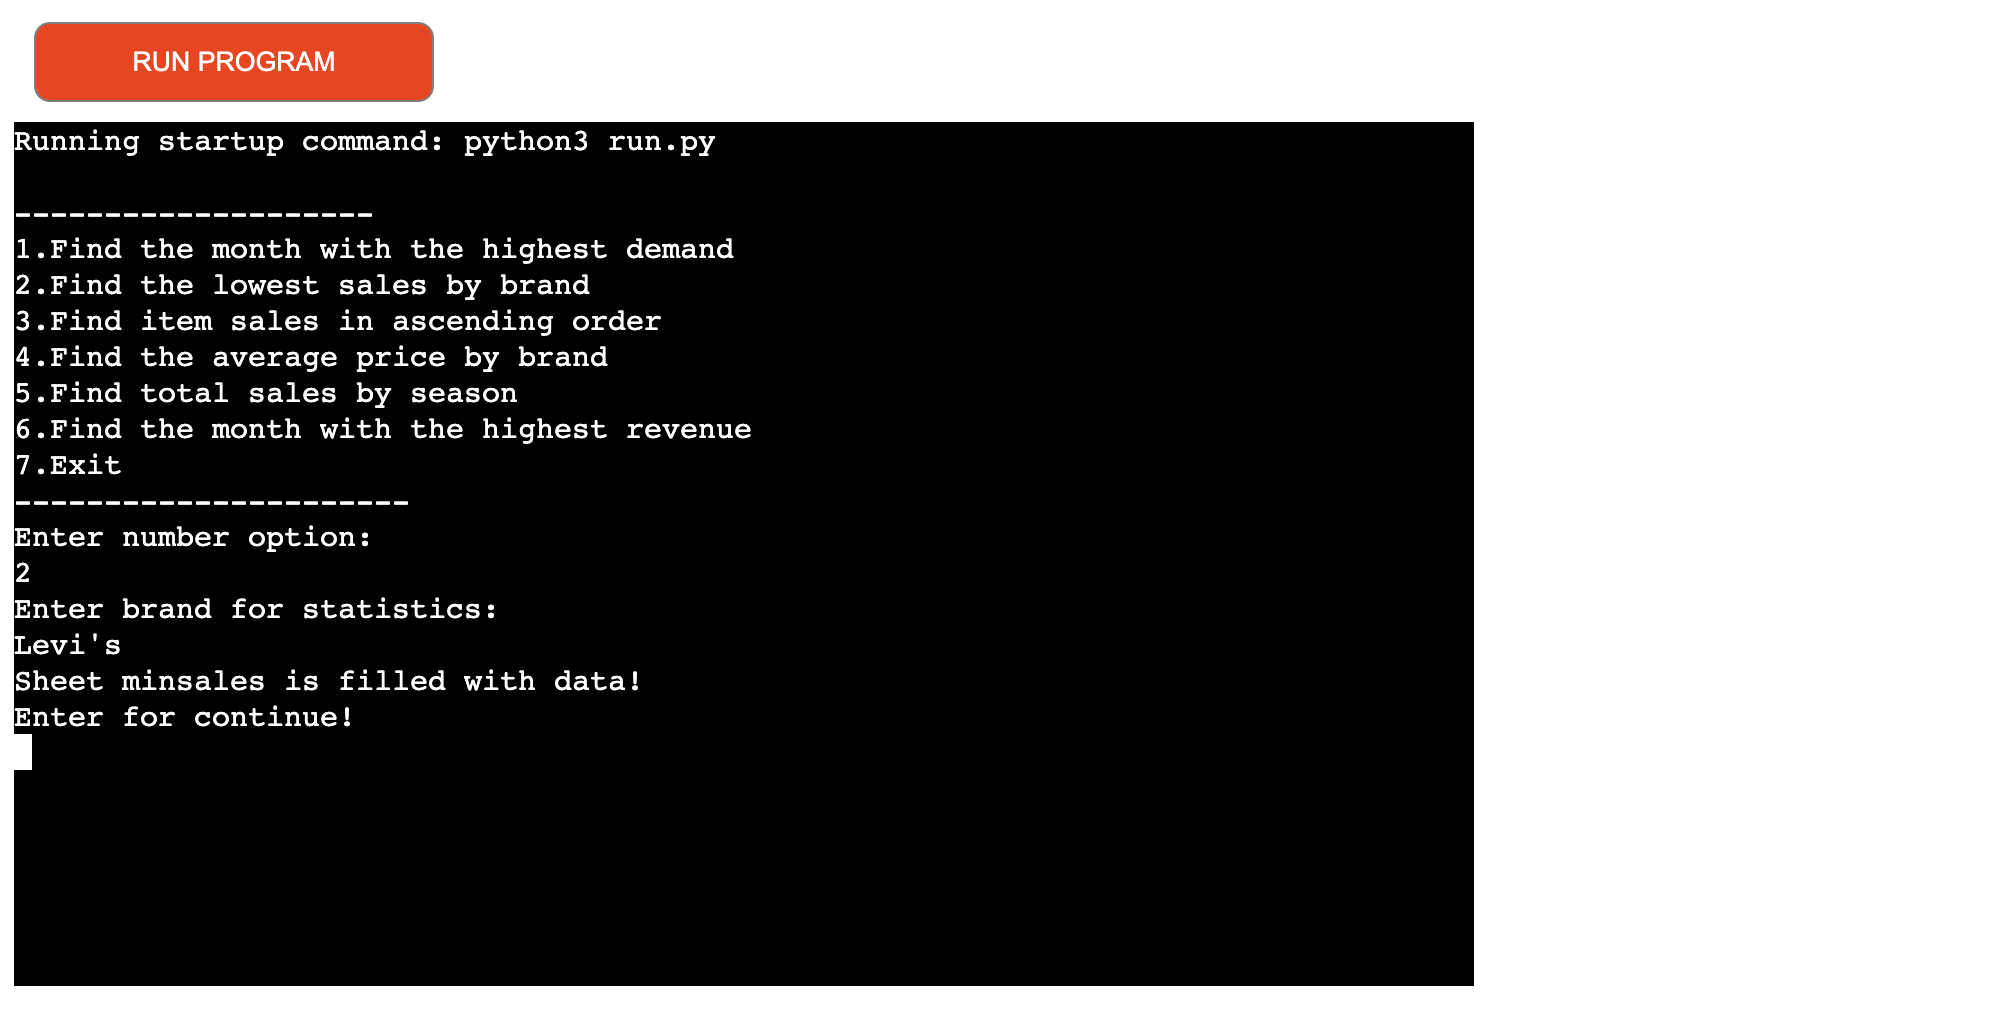 RUN PROGRAM
Running startup command: python3 run.py
--------------------
1.Find the month with the highest demand
2.Find the lowest sales by brand
3.Find item sales in ascending order
4.Find the average price by brand
5.Find total sales by season
6.Find the month with the highest revenue
7.Exit
----------------------
Enter number option:
2
Enter brand for statistics:
Levi's
Sheet minsales is filled with data!
Enter for continue!